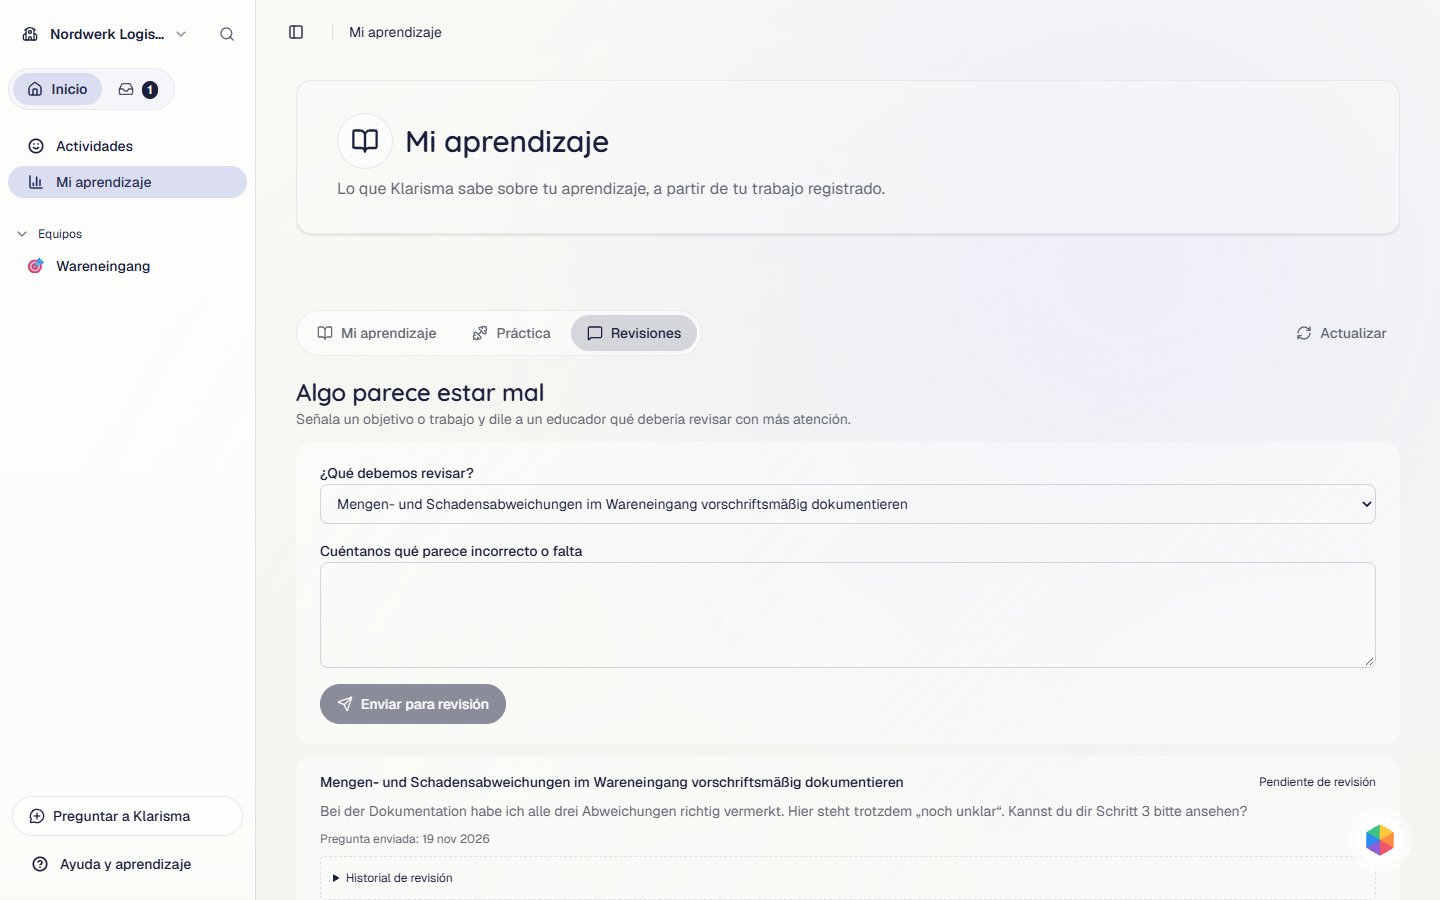 Nordwerk Logis...
Inicio
1
Actividades
Mi aprendizaje
Equipos
Wareneingang
Preguntar a Klarisma
Ayuda y aprendizaje
Mi aprendizaje
Mi aprendizaje
Lo que Klarisma sabe sobre tu aprendizaje, a partir de tu trabajo registrado.
Mi aprendizaje
Práctica
Revisiones
Actualizar
Algo parece estar mal
Señala un objetivo o trabajo y dile a un educador qué debería revisar con más atención.
¿Qué debemos revisar?
Mengen- und Schadensabweichungen im Wareneingang vorschriftsmäßig dokumentieren
Cuéntanos qué parece incorrecto o falta
Enviar para revisión
Mengen- und Schadensabweichungen im Wareneingang vorschriftsmäßig dokumentieren
Pendiente de revisión
Bei der Dokumentation habe ich alle drei Abweichungen richtig vermerkt. Hier steht trotzdem „noch unklar“. Kannst du dir Schritt 3 bitte ansehen?
Pregunta enviada: 19 nov 2026
Historial de revisión